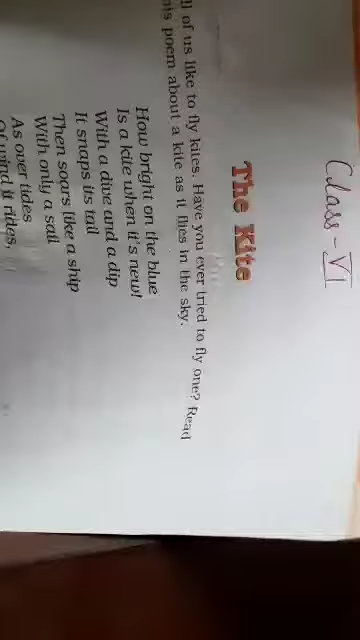 Class - VI
The Kite
of us like to fly kites. Have you ever tried to fly one? Read
poem about a kite as it flies in the sky.
How bright on the blue
Is a kite when it's new!
With a dive and a dip
It snaps its tail
Then soars like a ship
With only a sail
As over tides
Of wind it rides,